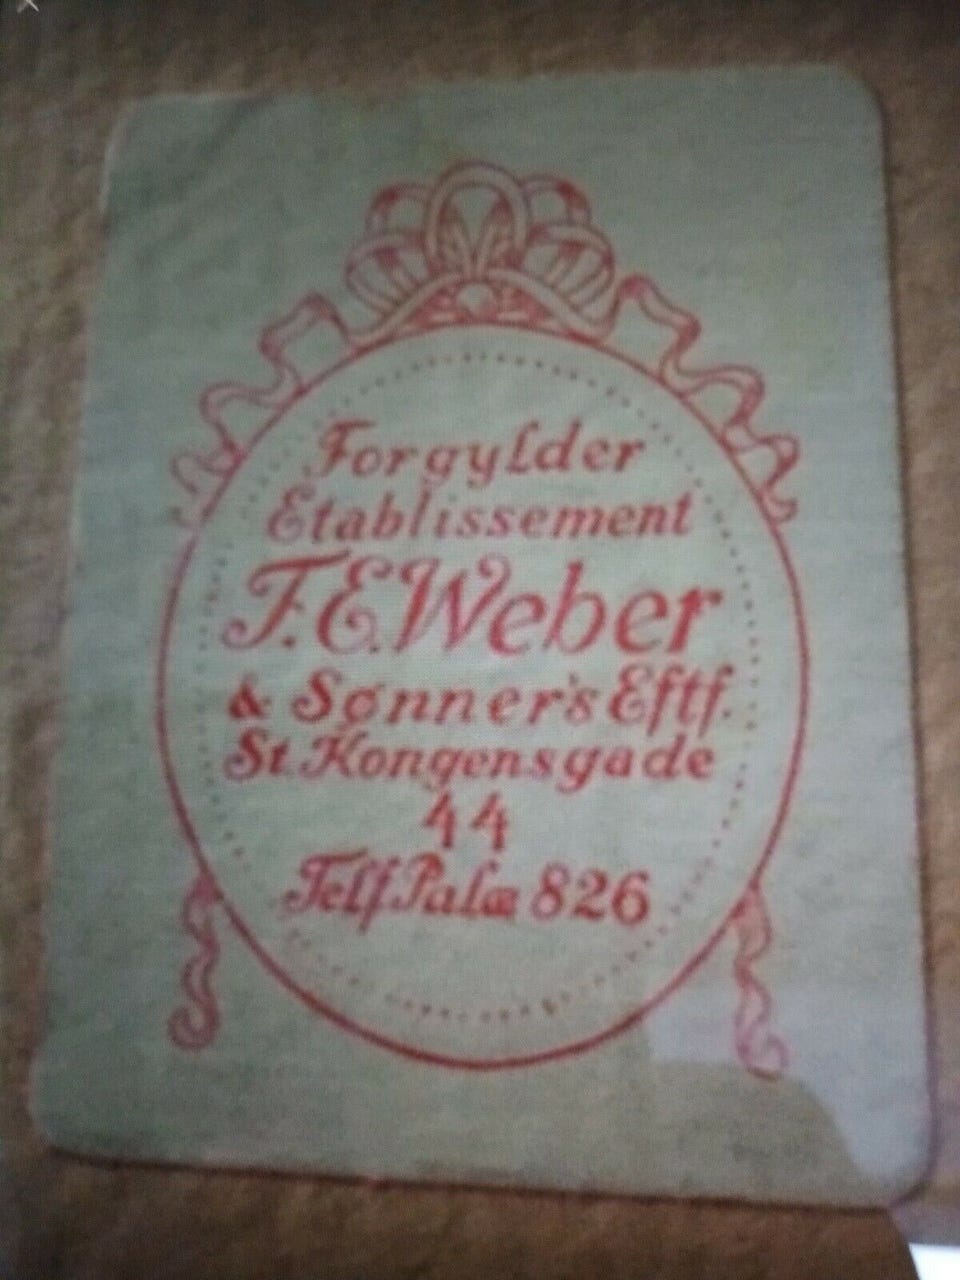 Forgylder
Etablissement
F.E. Weber
& Sønner's Eftf.
St. Kongensgade
44
Telf. Palæ 826